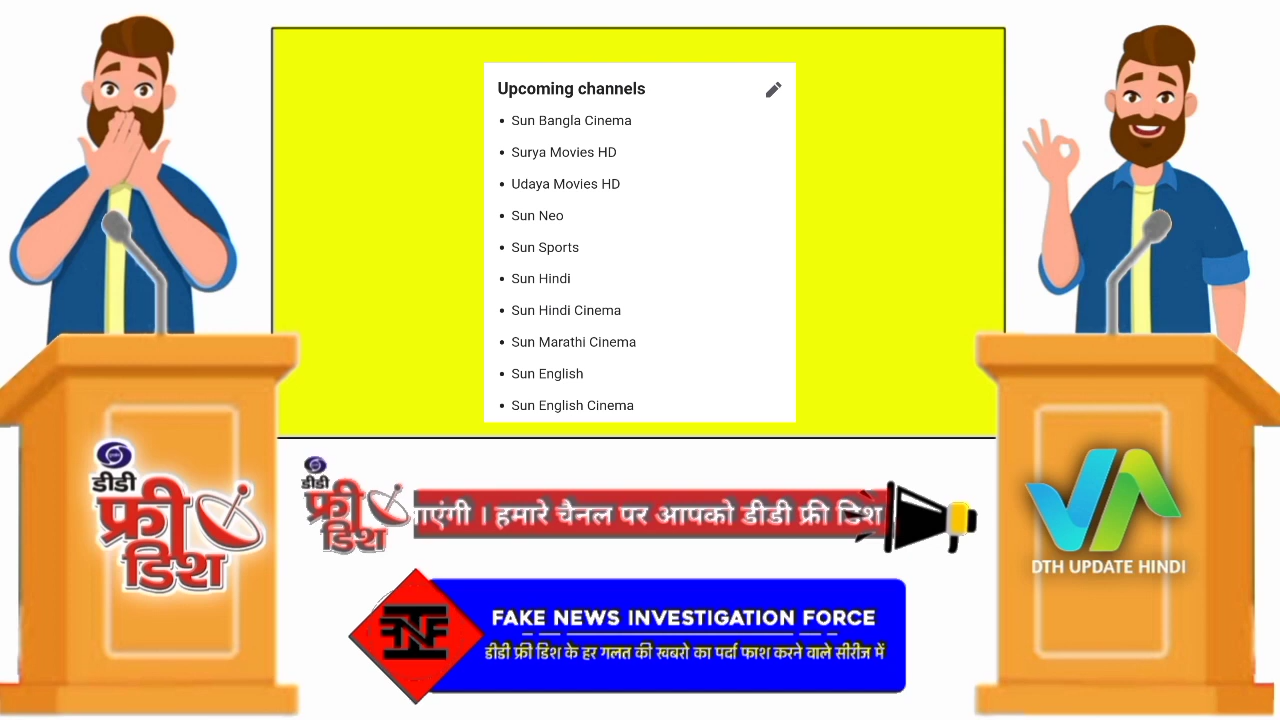 Upcoming channels
• Sun Bangla Cinema
• Surya Movies HD
• Udaya Movies HD
• Sun Neo
• Sun Sports
• Sun Hindi
• Sun Hindi Cinema
• Sun Marathi Cinema
• Sun English
• Sun English Cinema
डीडी
फ्री
डिश
डीडी
फ्री
डिश
। हमारे चैनल पर आपको डीडी फ्री डिश
DTH UPDATE HINDI
FNF
FAKE NEWS INVESTIGATION FORCE
डीडी फ्री डिश के हर गलत की खबरो का पर्दा फाश करने वाले सीरीज में